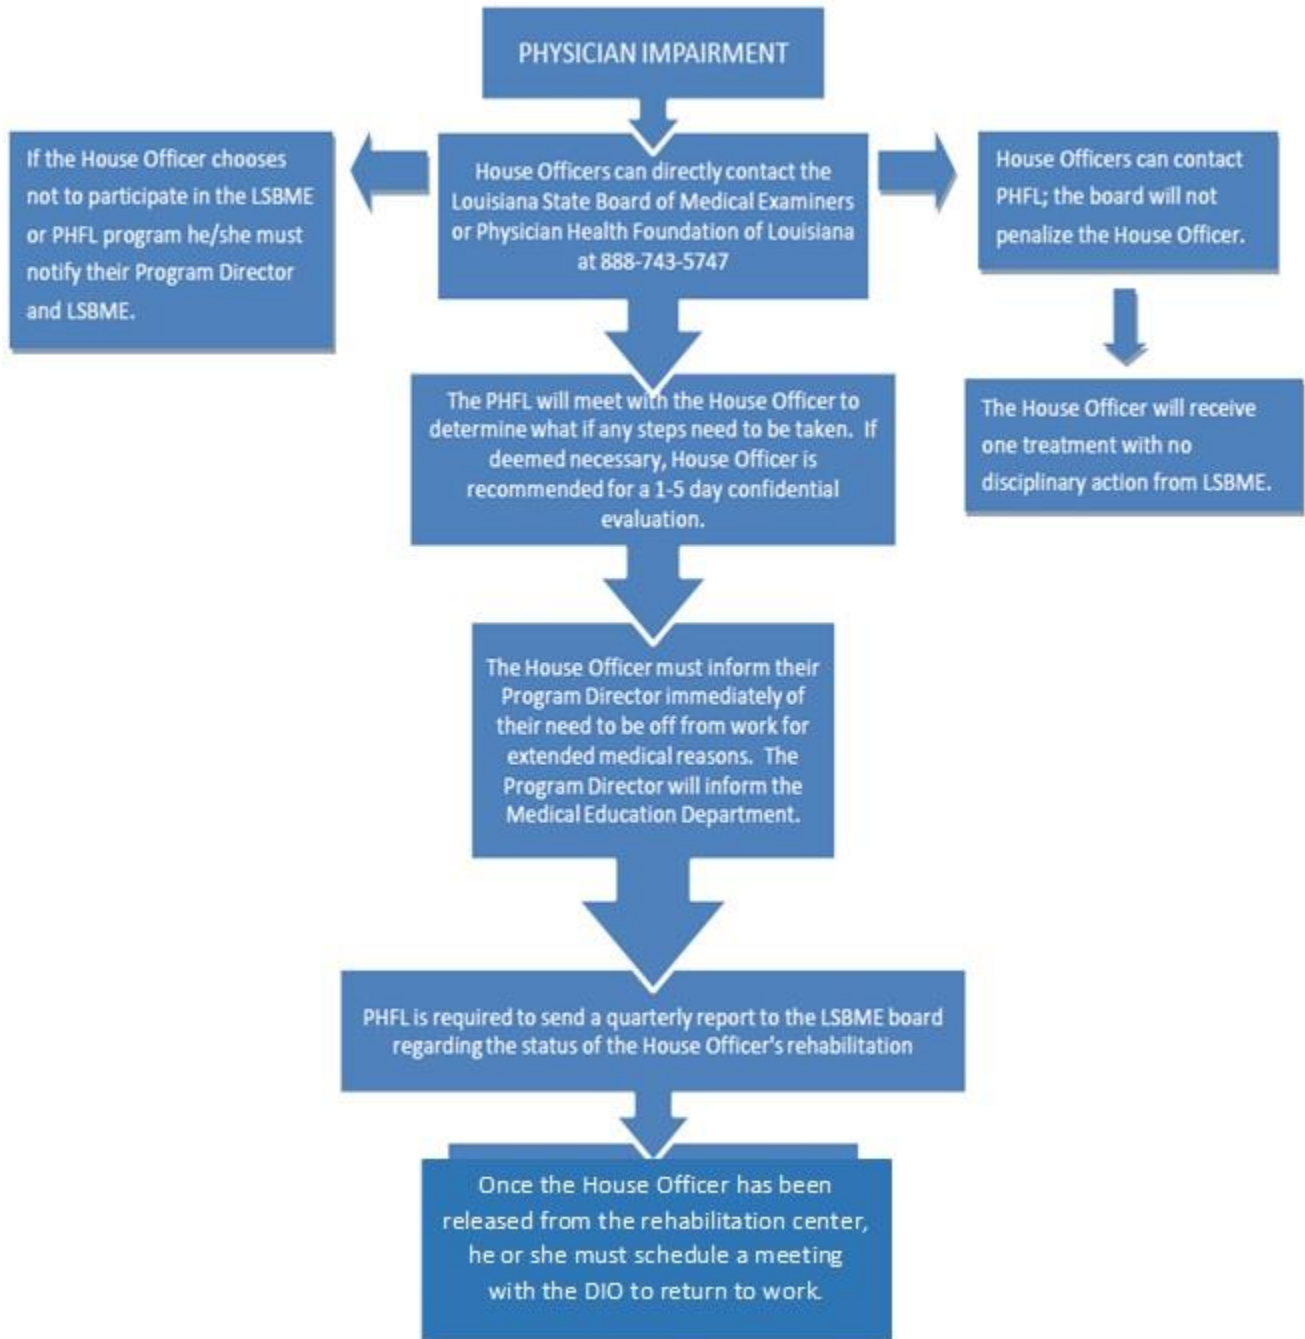 PHYSICIAN IMPAIRMENT
If the House Officer chooses
not to participate in the LSBME
or PHFL program he/she must
notify their Program Director
and LSBME.
House Officers can directly contact the
Louisiana State Board of Medical Examiners
or Physician Health Foundation of Louisiana
at 888-743-5747
House Officers can contact
PHFL; the board will not
penalize the House Officer.
The House Officer will receive
one treatment with no
disciplinary action from LSBME.
The PHFL will meet with the House Officer to
determine what if any steps need to be taken.  If
deemed necessary, House Officer is
recommended for a 1-5 day confidential
evaluation.
The House Officer must inform their
Program Director immediately of
their need to be off from work for
extended medical reasons.  The
Program Director will inform the
Medical Education Department.
PHFL is required to send a quarterly report to the LSBME board
regarding the status of the House Officer's rehabilitation
Once the House Officer has been
released from the rehabilitation center,
he or she must schedule a meeting
with the DIO to return to work.